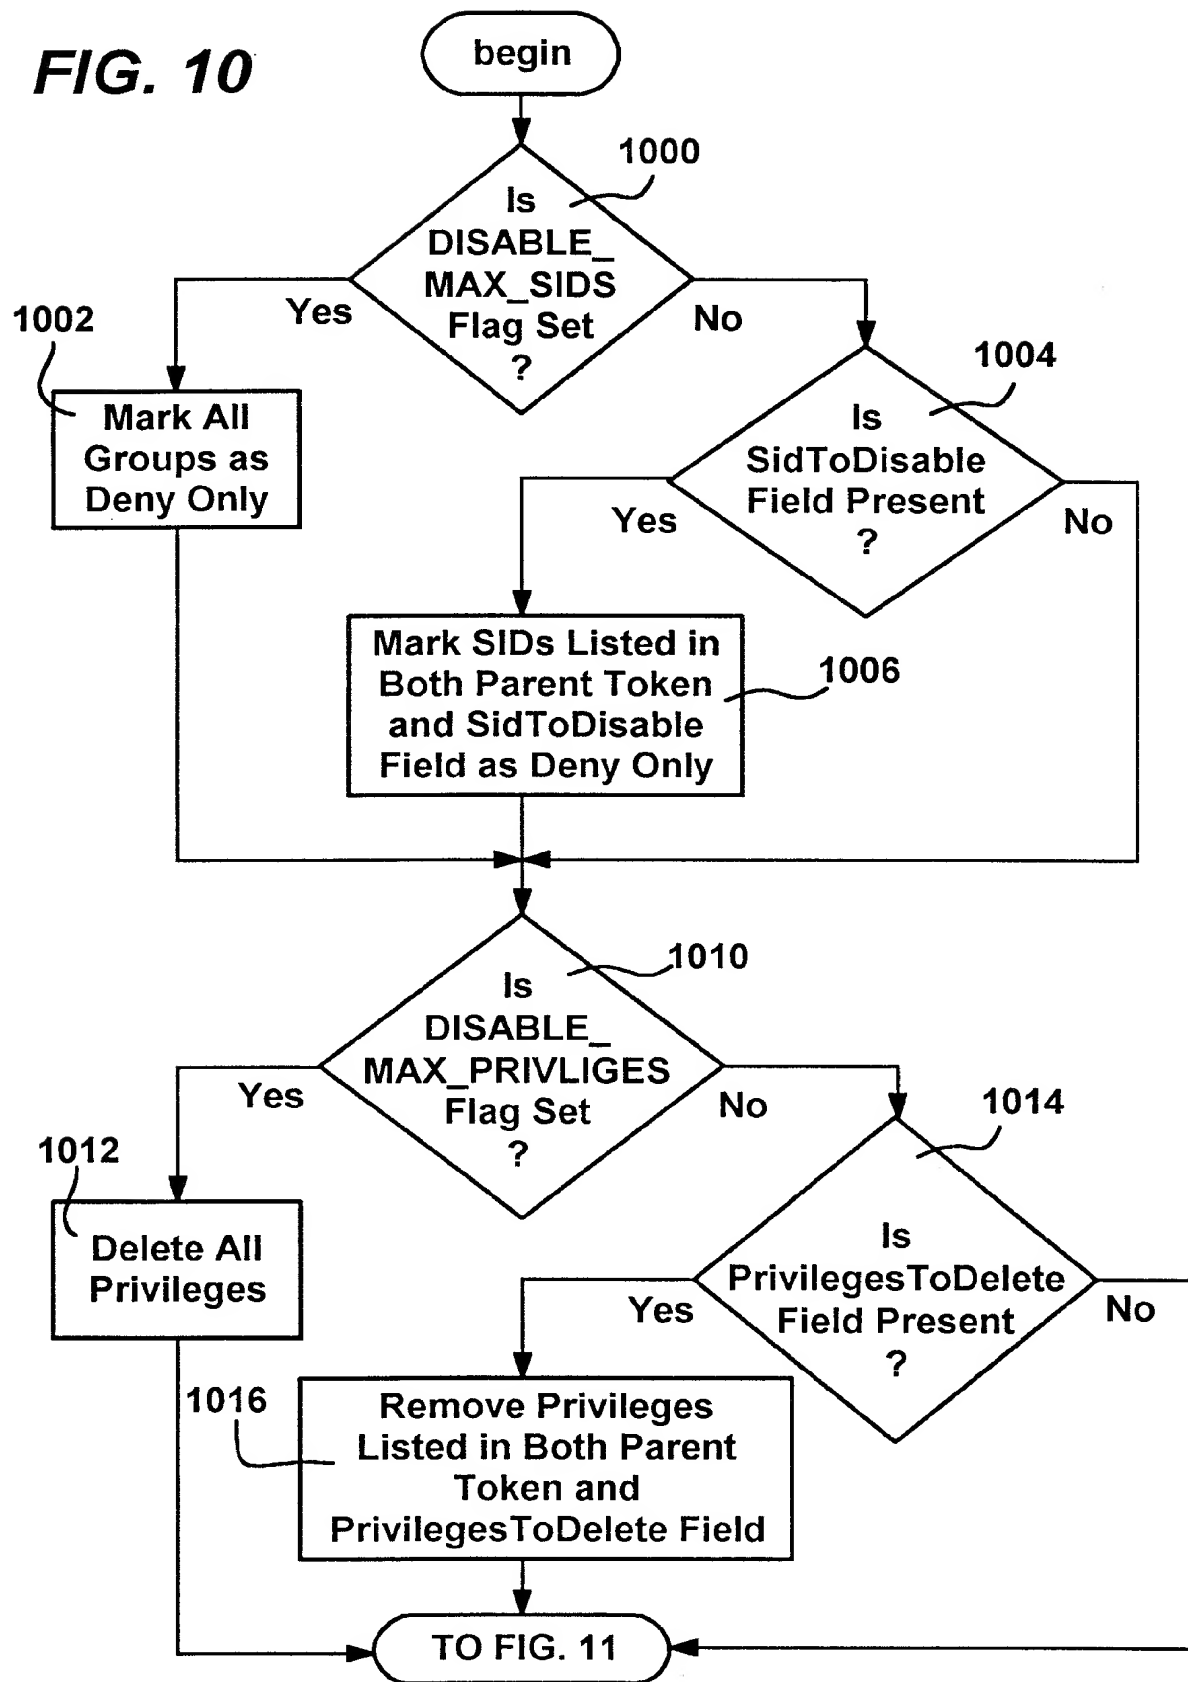 FIG. 10
begin
1000
Is
DISABLE_
MAX_SIDS
Flag Set
?
Yes
No
1002
Mark All
Groups as
Deny Only
1004
Is
SidToDisable
Field Present
?
Yes
No
Mark SIDs Listed in
Both Parent Token
and SidToDisable
Field as Deny Only
1006
1010
Is
DISABLE_
MAX_PRIVLIGES
Flag Set
?
Yes
No
1012
Delete All
Privileges
1014
Is
PrivilegesToDelete
Field Present
?
Yes
No
1016
Remove Privileges
Listed in Both Parent
Token and
PrivilegesToDelete Field
TO FIG. 11